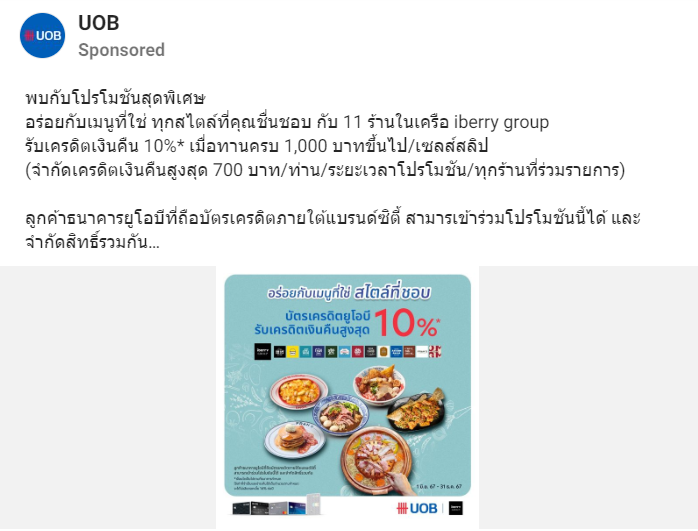 UOB
UOB
Sponsored
พบกับโปรโมชันสุดพิเศษ
อร่อยกับเมนูที่ใช่ ทุกสไตล์ที่คุณชื่นชอบ กับ 11 ร้านในเครือ iberry group
รับเครดิตเงินคืน 10%* เมื่อทานครบ 1,000 บาทขึ้นไป/เซลส์สลิป
(จำกัดเครดิตเงินคืนสูงสุด 700 บาท/ท่าน/ระยะเวลาโปรโมชัน/ทุกร้านที่ร่วมรายการ)
ลูกค้าธนาคารยูโอบีที่ถือบัตรเครดิตภายใต้แบรนด์ซิตี้ สามารเข้าร่วมโปรโมชันนี้ได้ และ
จำกัดสิทธิ์รวมกัน...
อร่อยกับเมนูที่ใช่ สไตล์ที่ชอบ
บัตรเครดิตยูโอบี
รับเครดิตเงินคืนสูงสุด 10%*
1 มิ.ย. 67 - 31 ธ.ค. 67
UOB